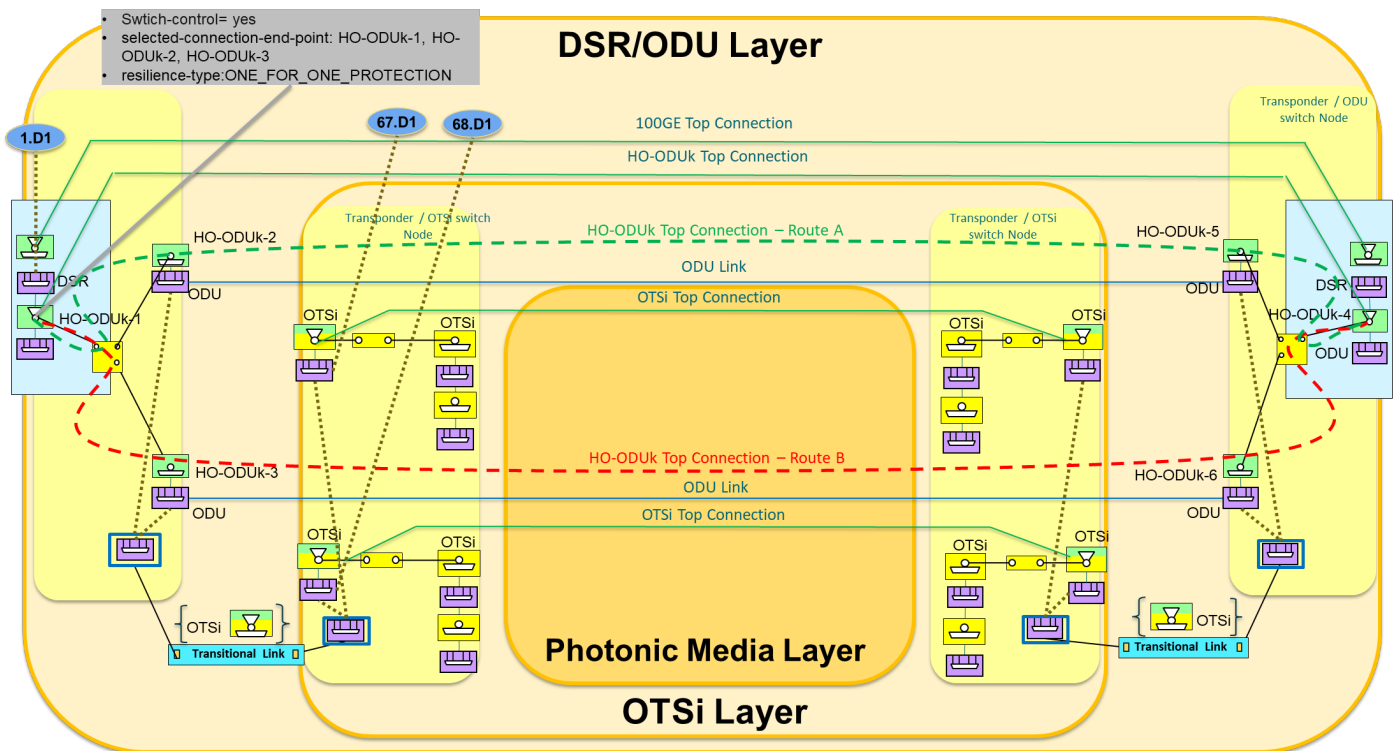 • Swtich-control= yes
• selected-connection-end-point: HO-ODUk-1, HO-
ODUk-2, HO-ODUk-3
• resilience-type:ONE_FOR_ONE_PROTECTION
DSR/ODU Layer
1.D1
67.D1
68.D1
Transponder / ODU
switch Node
100GE Top Connection
HO-ODUk Top Connection
Transponder / OTSi switch
Node
Transponder / OTSi
switch Node
HO-ODUk-2
HO-ODUk Top Connection – Route A
HO-ODUk-5
ODU Link
DSR
ODU
ODU
DSR
OTSi Top Connection
HO-ODUk-1
OTSi
OTSi
OTSi
OTSi
HO-ODUk-4
ODU
HO-ODUk-3
HO-ODUk Top Connection – Route B
HO-ODUk-6
ODU Link
ODU
ODU
OTSi Top Connection
OTSi
OTSi
OTSi
OTSi
OTSi
OTSi
Transitional Link
Transitional Link
Photonic Media Layer
OTSi Layer